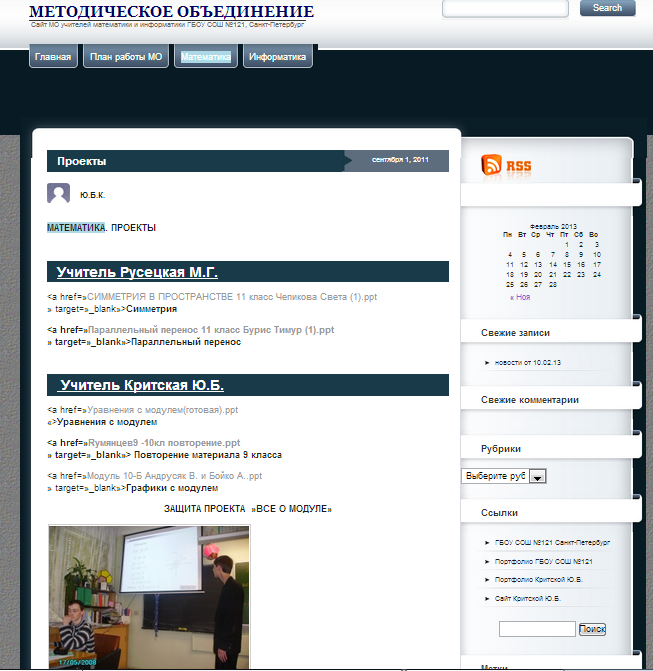 МЕТОДИЧЕСКОЕ ОБЪЕДИНЕНИЕ
Сайт МО учителей математики и информатики ГБОУ СОШ №121, Санкт-Петербург
Search
Главная
План работы МО
Математика
Информатика
Проекты
сентября 1, 2011
Ю.Б.К.
МАТЕМАТИКА. ПРОЕКТЫ
Учитель Русецкая М.Г.
<a href=»СИММЕТРИЯ В ПРОСТРАНСТВЕ 11 класс Чепикова Света (1).ppt
» target=»_blank»>Симметрия
<a href=»Параллельный перенос 11 класс Бурис Тимур (1).ppt
» target=»_blank»>Параллельный перенос
Учитель Критская Ю.Б.
<a href=»Уравнения с модулем(готовая).ppt
«>Уравнения с модулем
<a href=»Rумянцев9 -10кл повторение.ppt
» target=»_blank»> Повторение материала 9 класса
<a href=»Модуль 10-Б Андрусяк В. и Бойко А..ppt
» target=»_blank»>Графики с модулем
ЗАЩИТА ПРОЕКТА  »ВСЕ О МОДУЛЕ»
17/05/2008
RSS
Февраль 2013
Пн Вт Ср Чт Пт Сб Во
1 2 3
4 5 6 7 8 9 10
11 12 13 14 15 16 17
18 19 20 21 22 23 24
25 26 27 28
« Ноя
Свежие записи
новости от 10.02.13
Свежие комментарии
Рубрики
Выберите руб
Ссылки
ГБОУ СОШ №121 Санкт-Петербург
Портфолио ГБОУ СОШ №121
Портфолио Критской Ю.Б.
Сайт Критской Ю.Б.
Поиск
Метки